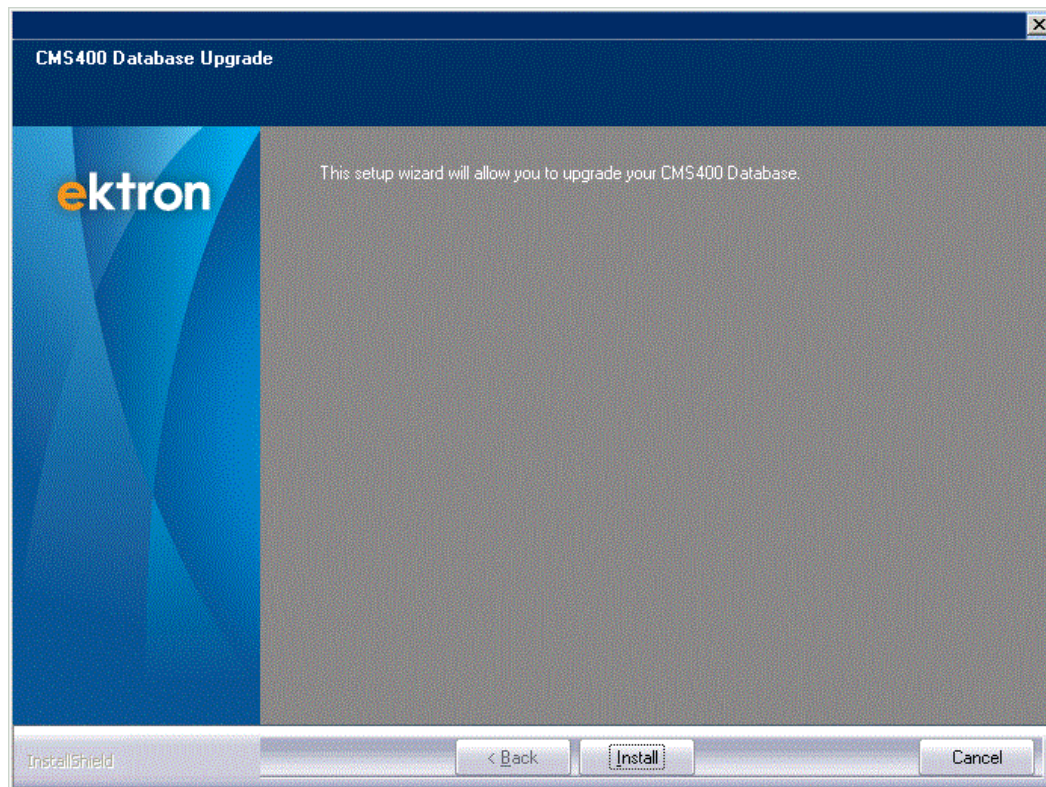 CMS400 Database Upgrade
ektron
This setup wizard will allow you to upgrade your CMS400 Database.
InstallShield
< Back
Install
Cancel